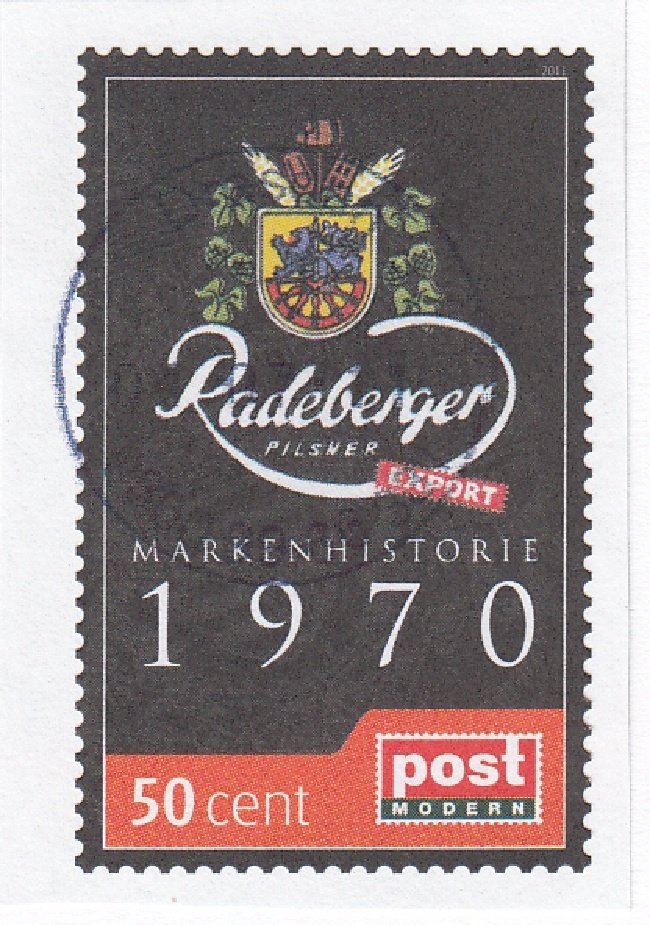 2011
Radeberger
PILSNER
EXPORT
MARKENHISTORIE
1970
50 cent
post
MODERN